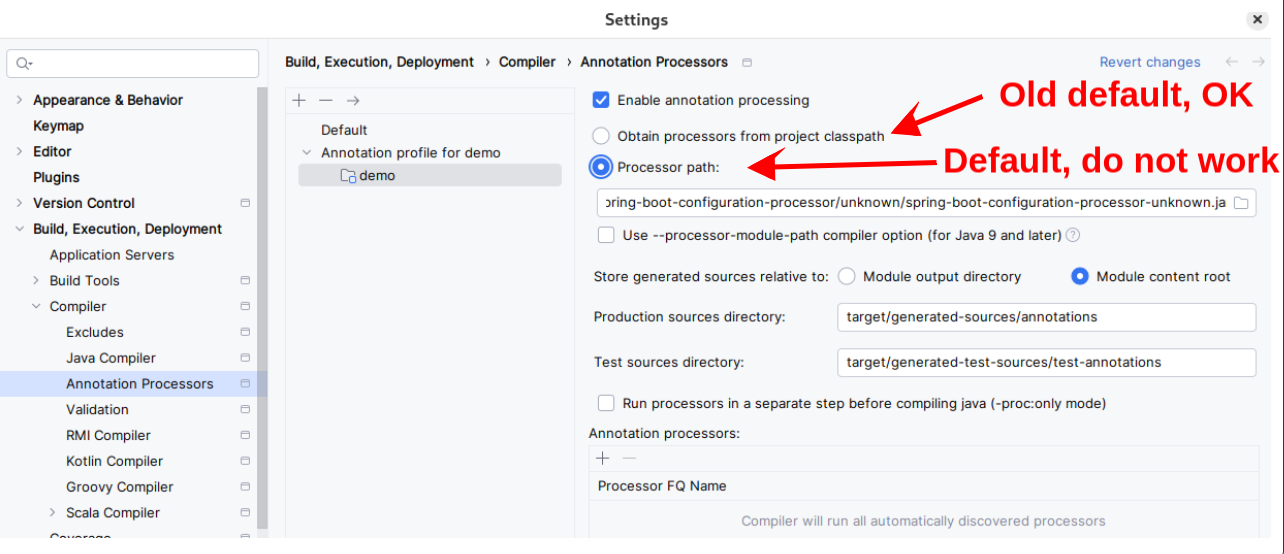 Settings
Build, Execution, Deployment › Compiler › Annotation Processors
Revert changes
Appearance & Behavior
Keymap
Editor
Plugins
Version Control
Build, Execution, Deployment
Application Servers
Build Tools
Compiler
Excludes
Java Compiler
Annotation Processors
Validation
RMI Compiler
Kotlin Compiler
Groovy Compiler
Scala Compiler
Coverage
Default
Annotation profile for demo
demo
Enable annotation processing
Old default, OK
Obtain processors from project classpath
Default, do not work
Processor path:
pring-boot-configuration-processor/unknown/spring-boot-configuration-processor-unknown.ja
Use --processor-module-path compiler option (for Java 9 and later) ?
Store generated sources relative to: Module output directory Module content root
Production sources directory: target/generated-sources/annotations
Test sources directory: target/generated-test-sources/test-annotations
Run processors in a separate step before compiling java (-proc:only mode)
Annotation processors:
Processor FQ Name
Compiler will run all automatically discovered processors